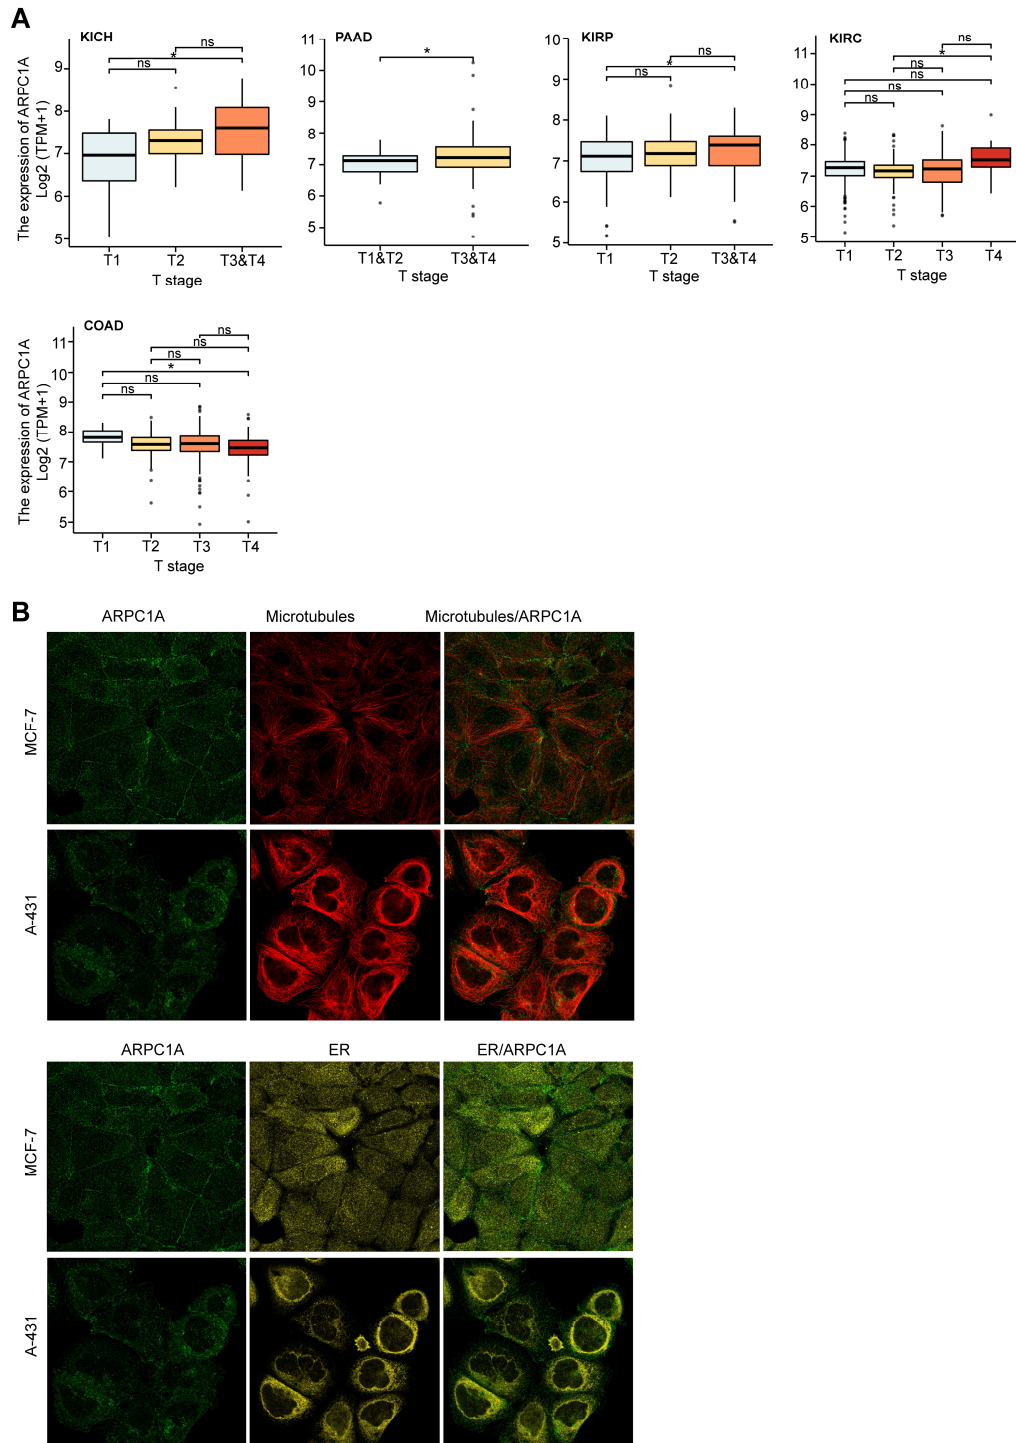 A
KICH
PAAD
KIRP
KIRC
The expression of ARPC1A
Log2 (TPM+1)
9
8
7
6
5
ns
*
ns
T1
T2
T3&T4
T stage
11
10
9
8
7
6
5
*
T1&T2
T3&T4
T stage
10
9
8
7
6
5
ns
*
ns
T1
T2
T3&T4
T stage
11
10
9
8
7
6
5
ns
*
ns
ns
ns
ns
T1
T2
T3
T4
T stage
COAD
The expression of ARPC1A
Log2 (TPM+1)
11
10
9
8
7
6
5
ns
ns
ns
*
ns
ns
T1
T2
T3
T4
T stage
B
ARPC1A
Microtubules
Microtubules/ARPC1A
MCF-7
A-431
ARPC1A
ER
ER/ARPC1A
MCF-7
A-431